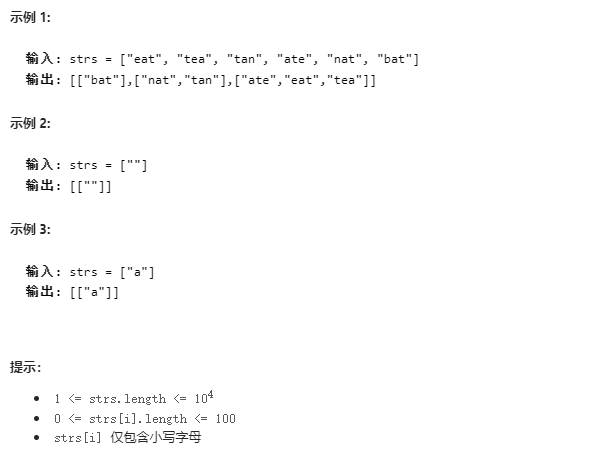 示例 1:
输入: strs = ["eat", "tea", "tan", "ate", "nat", "bat"]
输出: [["bat"],["nat","tan"],["ate","eat","tea"]]
示例 2:
输入: strs = [""]
输出: [[""]]
示例 3:
输入: strs = ["a"]
输出: [["a"]]
提示：
• 1 <= strs.length <= 10⁴
• 0 <= strs[i].length <= 100
• strs[i] 仅包含小写字母